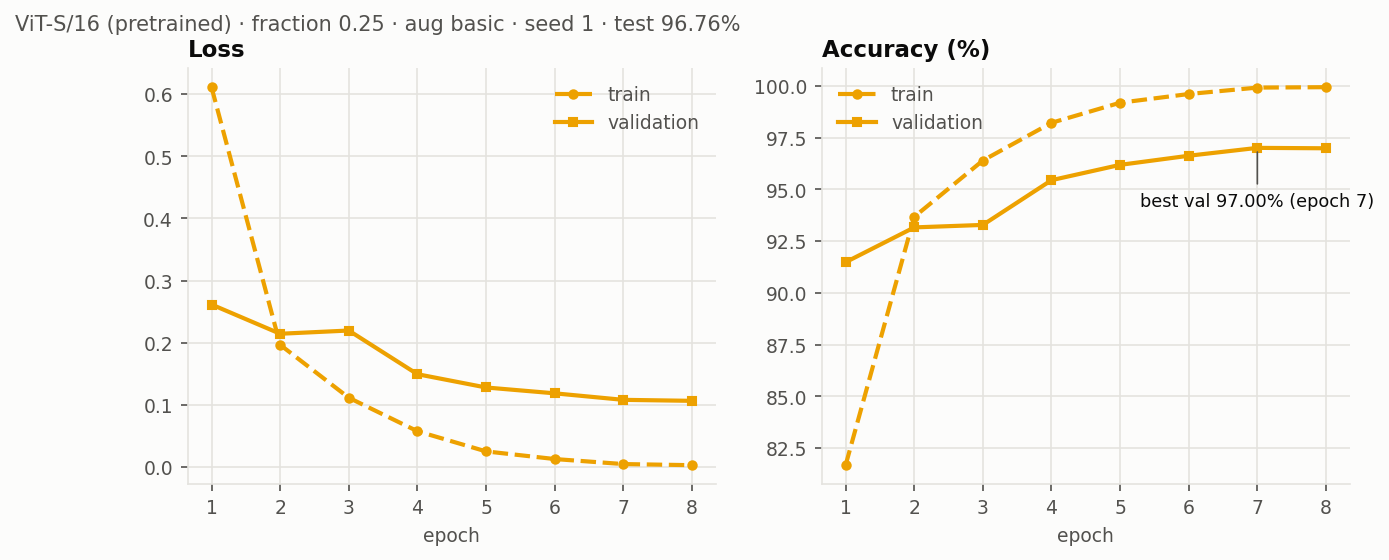 ViT-S/16 (pretrained) · fraction 0.25 · aug basic · seed 1 · test 96.76%
Loss
0.6
0.5
0.4
0.3
0.2
0.1
0.0
train
validation
1 2 3 4 5 6 7 8
epoch
Accuracy (%)
100.0
97.5
95.0
92.5
90.0
87.5
85.0
82.5
train
validation
best val 97.00% (epoch 7)
1 2 3 4 5 6 7 8
epoch